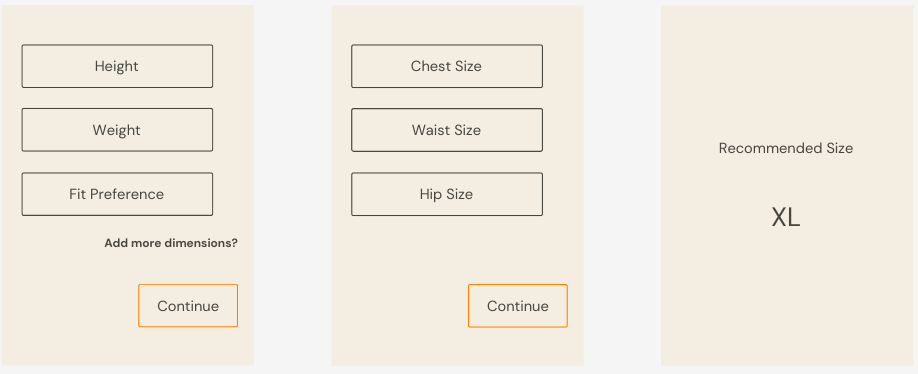 Height
Weight
Fit Preference
Add more dimensions?
Continue
Chest Size
Waist Size
Hip Size
Continue
Recommended Size
XL